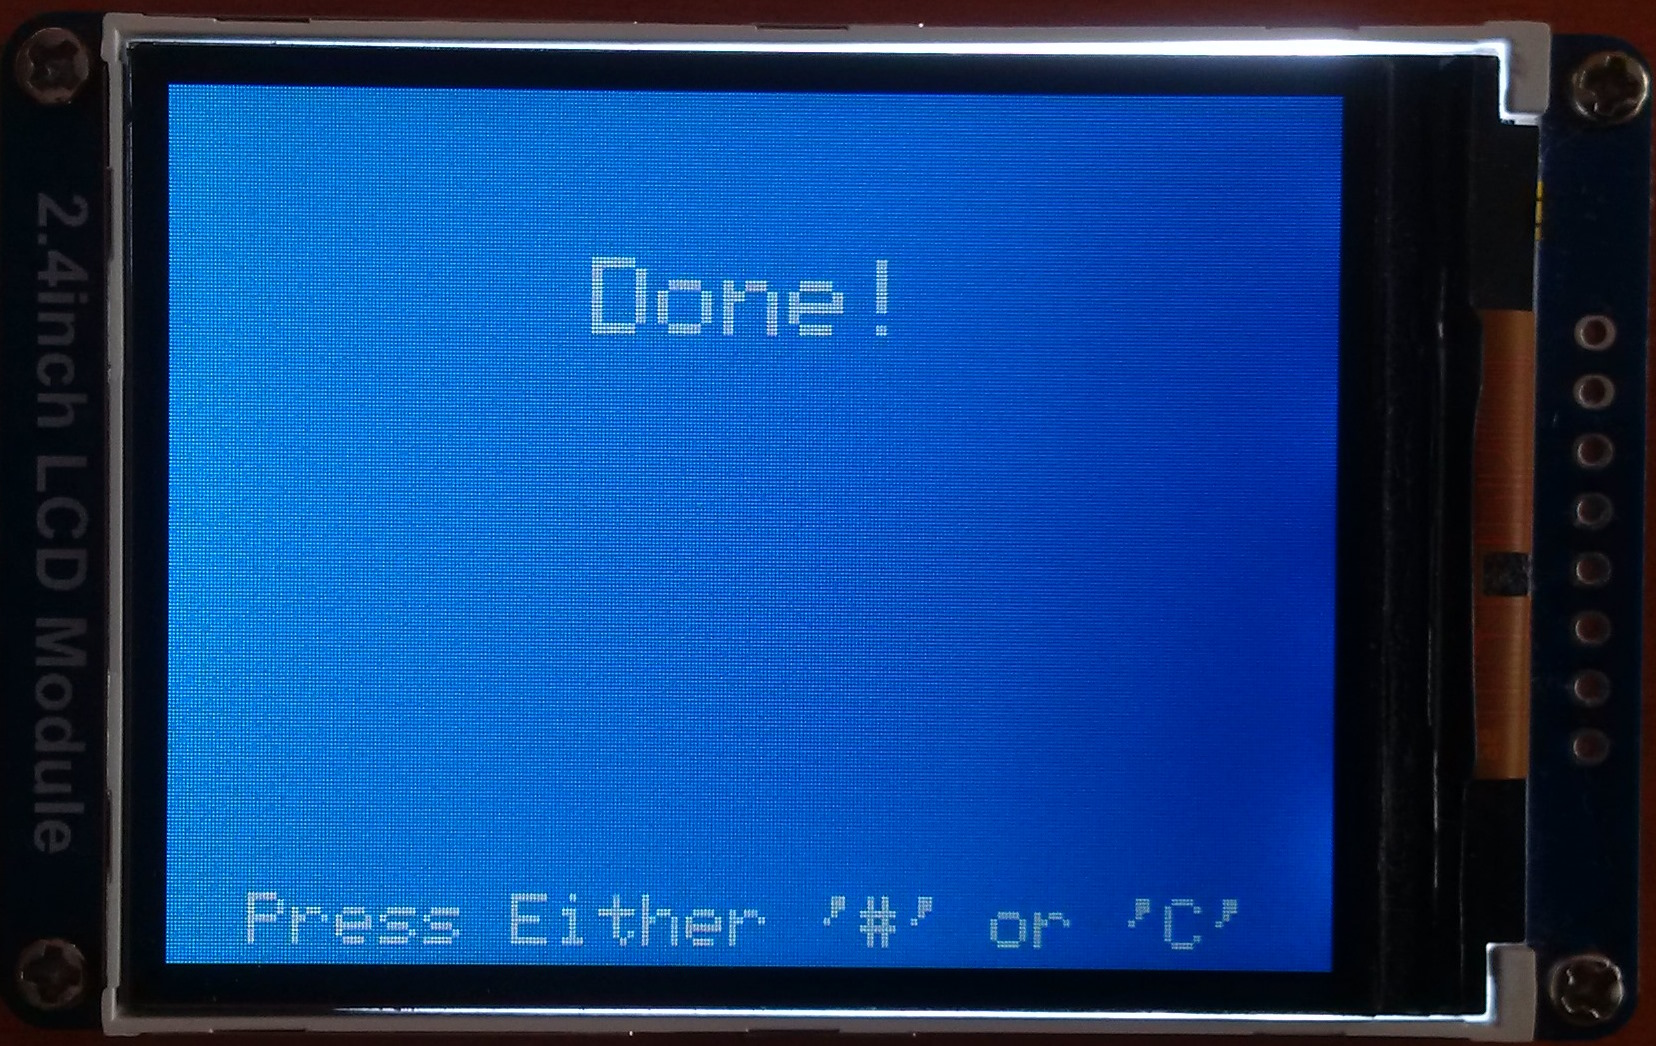 2.4inch LCD Module
Done!
Press Either '#' or 'C'